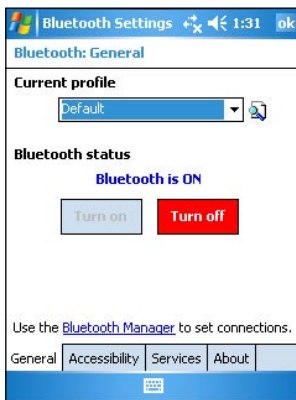 Bluetooth Settings 1:31 ok
Bluetooth: General
Current profile
Default
Bluetooth status
Bluetooth is ON
Turn on Turn off
Use the Bluetooth Manager to set connections.
General Accessibility Services About